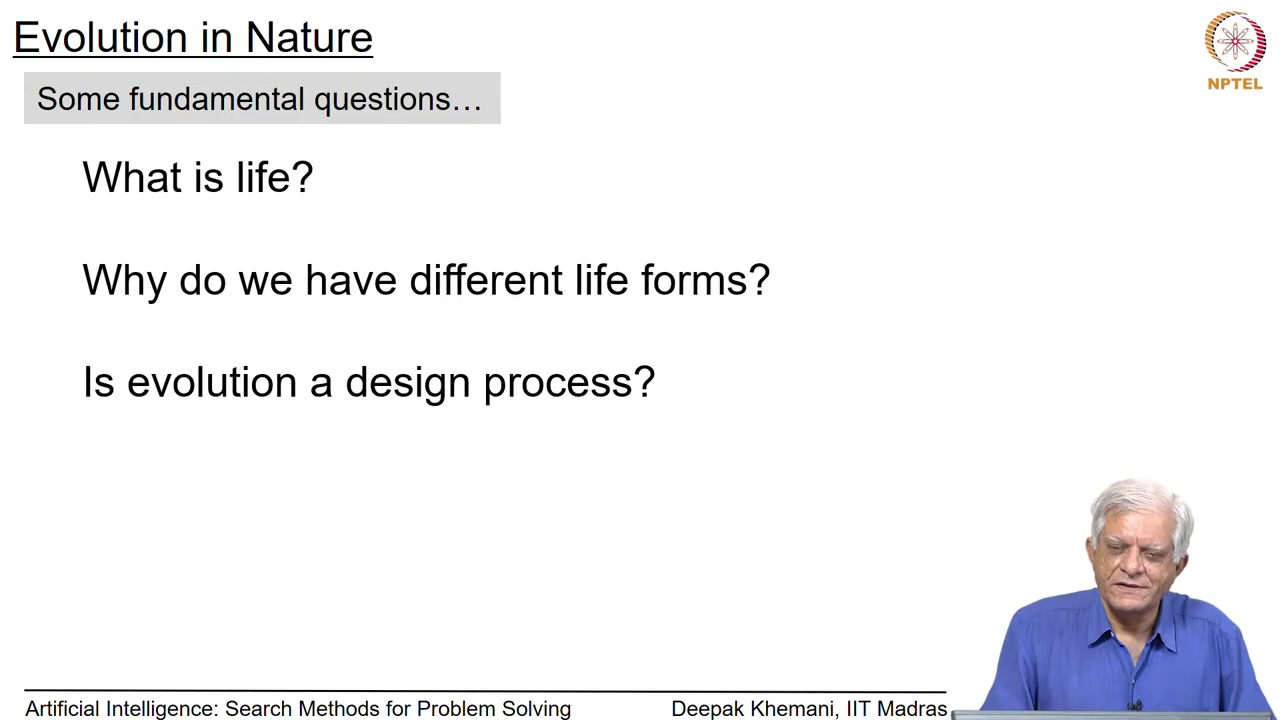 Evolution in Nature
NPTEL
Some fundamental questions…
What is life?
Why do we have different life forms?
Is evolution a design process?
Artificial Intelligence: Search Methods for Problem Solving
Deepak Khemani, IIT Madras